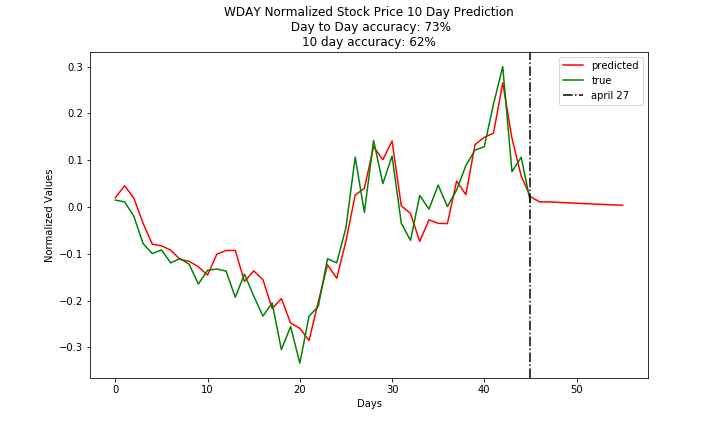 WDAY Normalized Stock Price 10 Day Prediction
Day to Day accuracy: 73%
10 day accuracy: 62%
predicted
true
april 27
0.3
0.2
0.1
0.0
−0.1
−0.2
−0.3
Normalized Values
0 10 20 30 40 50
Days